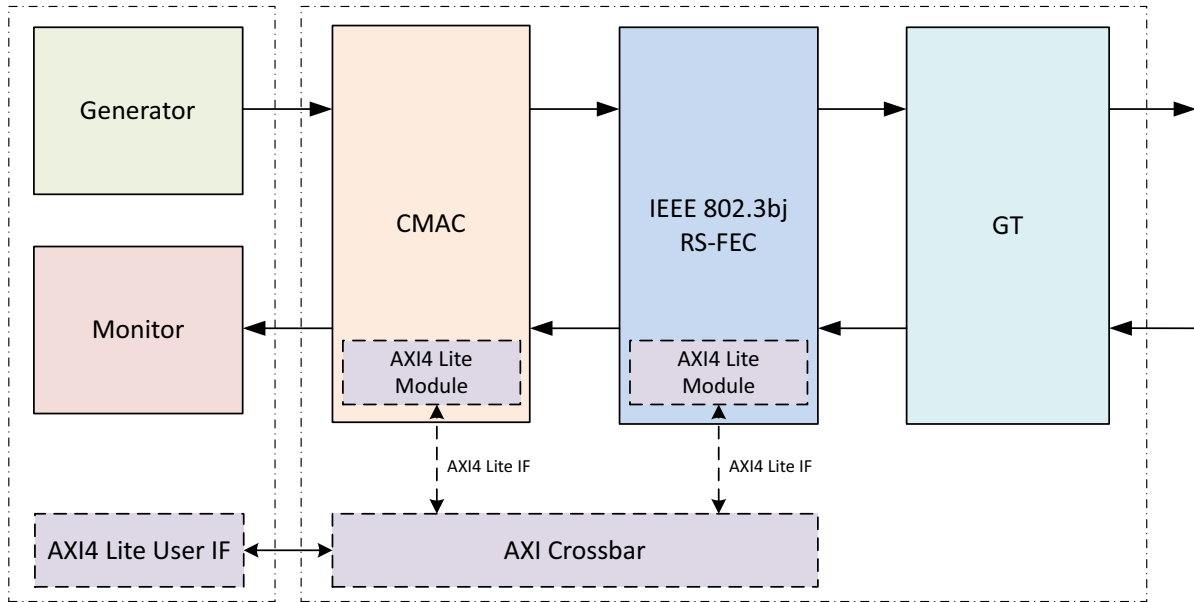 Generator
CMAC
IEEE 802.3bj
RS-FEC
GT
Monitor
AXI4 Lite
Module
AXI4 Lite
Module
AXI4 Lite IF
AXI4 Lite IF
AXI4 Lite User IF
AXI Crossbar